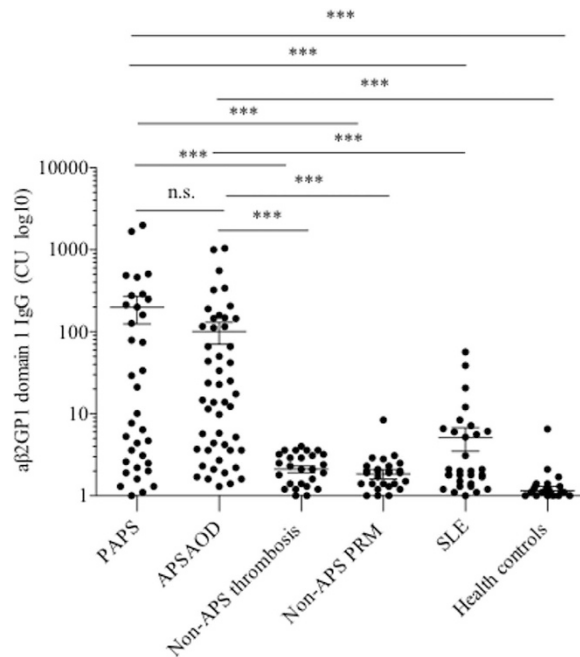 ***
***
***
***
***
***
n.s.
***
***
10000
1000
100
10
1
aβ2GP1 domain 1 IgG (CU log10)
PAPS
APSAOD
Non-APS thrombosis
Non-APS PRM
SLE
Health controls